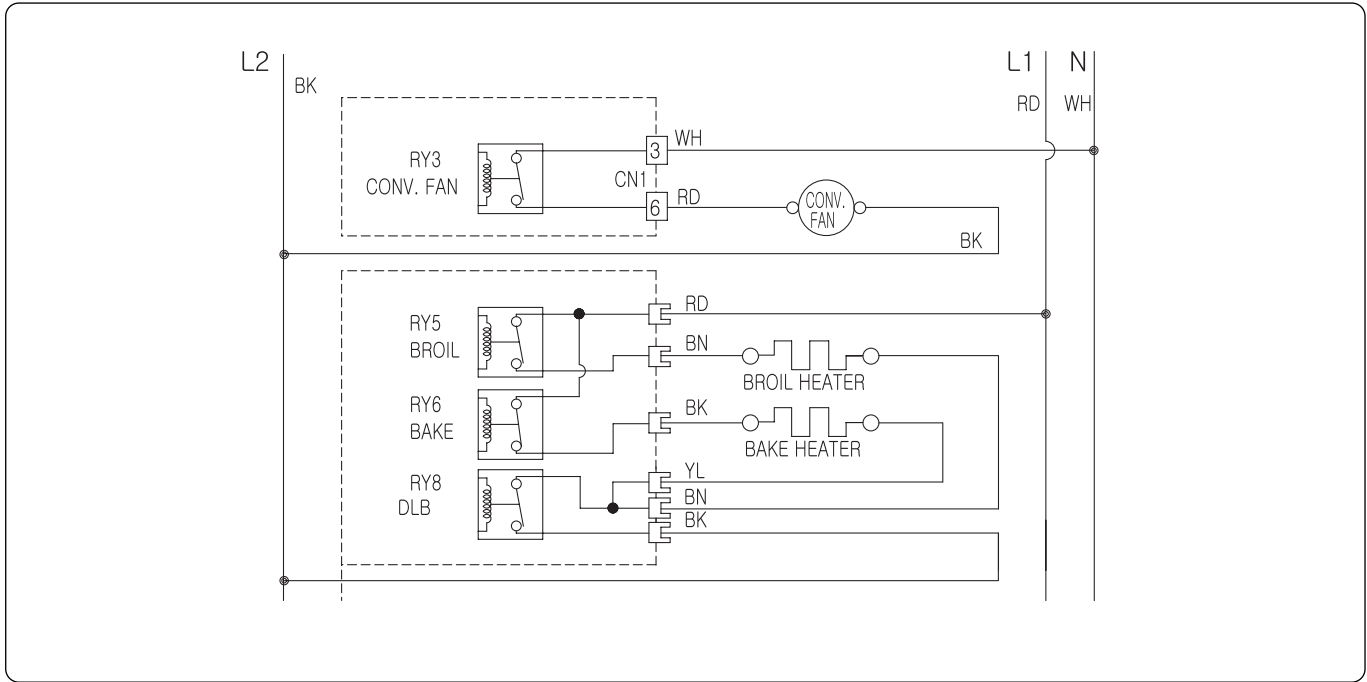 L2
L1
N
BK
RD
WH
RY3
CONV. FAN
3
WH
CN1
6
RD
CONV.
FAN
BK
RY5
BROIL
RD
BN
BROIL HEATER
RY6
BAKE
BK
BAKE HEATER
RY8
DLB
YL
BN
BK